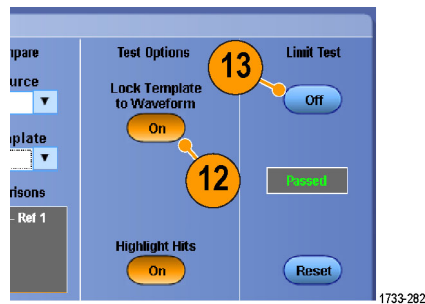 npare
Test Options
Limit Test
13
urce
Lock Template
to Waveform
Off
On
nplate
12
Passed
risons
- Ref 1
Highlight Hits
On
Reset
1733-282